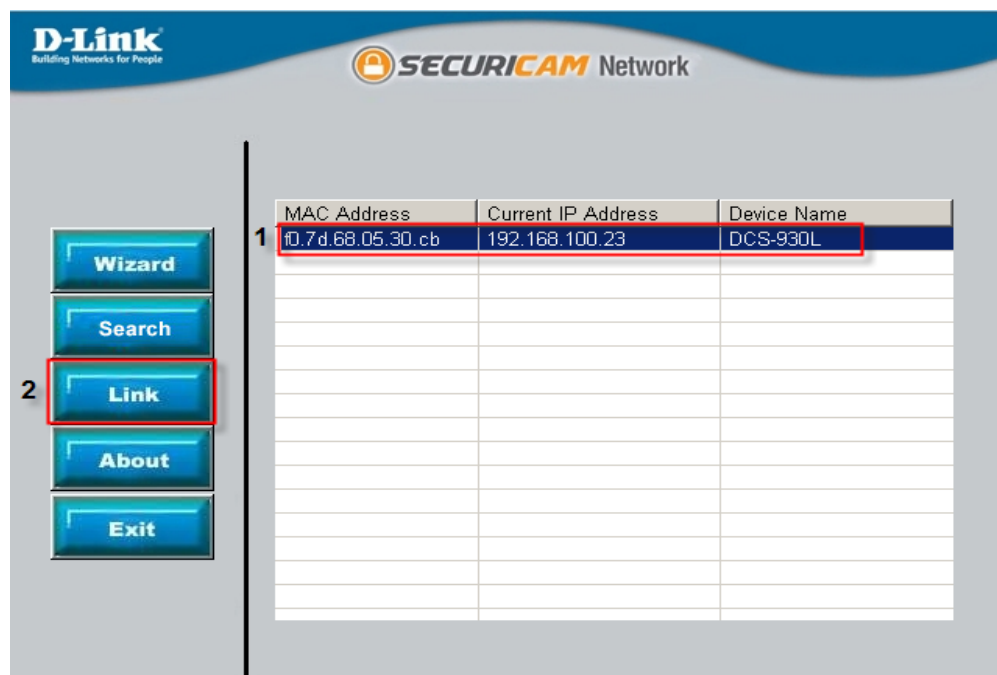 D-Link
Building Networks for People
SECURICAM Network
MAC Address Current IP Address Device Name
1 f0.7d.68.05.30.cb 192.168.100.23 DCS-930L
Wizard
Search
2 Link
About
Exit